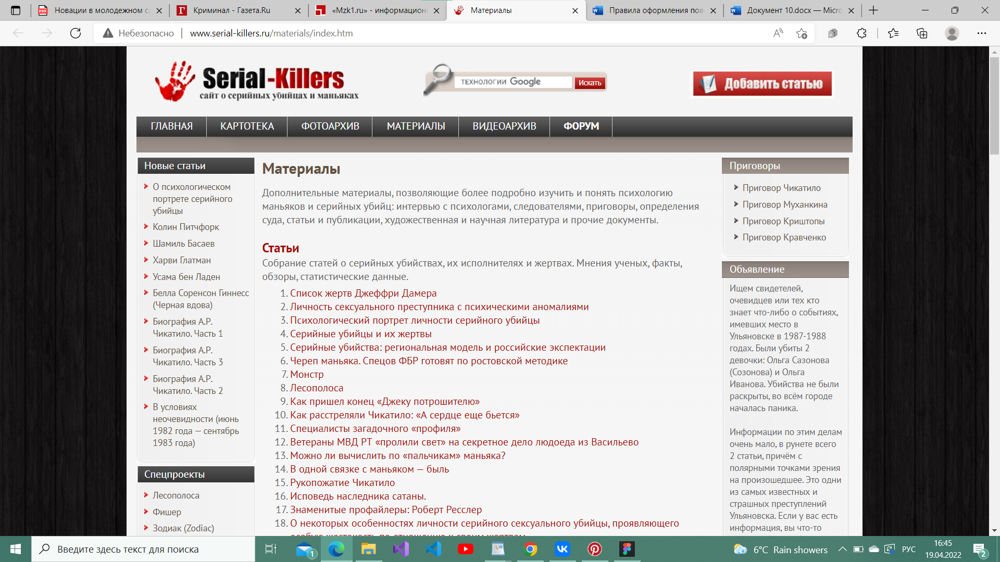 Новации в молодежном сл
Криминал - Газета.Ru
«Mzk1.ru» - информацион
Материалы
Правила оформления поя
Документ 10.docx — Micro
Небезопасно
www.serial-killers.ru/materials/index.htm
Serial-Killers
сайт о серийных убийцах и маньяках
ТЕХНОЛОГИИ Google
Искать
Добавить статью
ГЛАВНАЯ
КАРТОТЕКА
ФОТОАРХИВ
МАТЕРИАЛЫ
ВИДЕОАРХИВ
ФОРУМ
Новые статьи
О психологическом
портрете серийного
убийцы
Колин Питчфорк
Шамиль Басаев
Харви Глатман
Усама бен Ладен
Белла Соренсон Гиннесс
(Черная вдова)
Биография А.Р.
Чикатило. Часть 1
Биография А.Р.
Чикатило. Часть 3
Биография А.Р.
Чикатило. Часть 2
В условиях
неочевидности (июнь
1982 года — сентябрь
1983 года)
Спецпроекты
Лесополоса
Фишер
Зодиак (Zodiac)
Материалы
Дополнительные материалы, позволяющие более подробно изучить и понять психологию
маньяков и серийных убийц: интервью с психологами, следователями, приговоры, определения
суда, статьи и публикации, художественная и научная литература и прочие документы.
Статьи
Собрание статей о серийных убийствах, их исполнителях и жертвах. Мнения ученых, факты,
обзоры, статистические данные.
1. Список жертв Джеффри Дамера
2. Личность сексуального преступника с психическими аномалиями
3. Психологический портрет личности серийного убийцы
4. Серийные убийцы и их жертвы
5. Серийные убийства: региональная модель и российские экспектации
6. Череп маньяка. Спецов ФБР готовят по ростовской методике
7. Монстр
8. Лесополоса
9. Как пришел конец «Джеку потрошителю»
10. Как расстреляли Чикатило: «А сердце еще бьется»
11. Специалисты загадочного «профиля»
12. Ветераны МВД РТ «пролили свет» на секретное дело людоеда из Васильево
13. Можно ли вычислить по «пальчикам» маньяка?
14. В одной связке с маньяком — быль
15. Рукопожатие Чикатило
16. Исповедь наследника сатаны.
17. Знаменитые профайлеры: Роберт Ресслер
18. О некоторых особенностях личности серийного сексуального убийцы, проявляющего
особую жестокость по отношению к своим жертвам
Приговоры
Приговор Чикатило
Приговор Муханкина
Приговор Криштопы
Приговор Кравченко
Объявление
Ищем свидетелей,
очевидцев или тех кто
знает что-либо о событиях,
имевших место в
Ульяновске в 1987-1988
годах. Были убиты 2
девочки: Ольга Сазонова
(Созонова) и Ольга
Иванова. Убийства не были
раскрыты, во всём городе
началась паника.
Информации по этим делам
очень мало, в рунете всего
2 статьи, причём с
полярными точками зрения
на произошедшее. Это одни
из самых известных и
страшных преступлений
Ульяновска. Если у вас есть
информация, вы что-то
Введите здесь текст для поиска
1
6°C Rain showers
РУС
16:45
19.04.2022
2